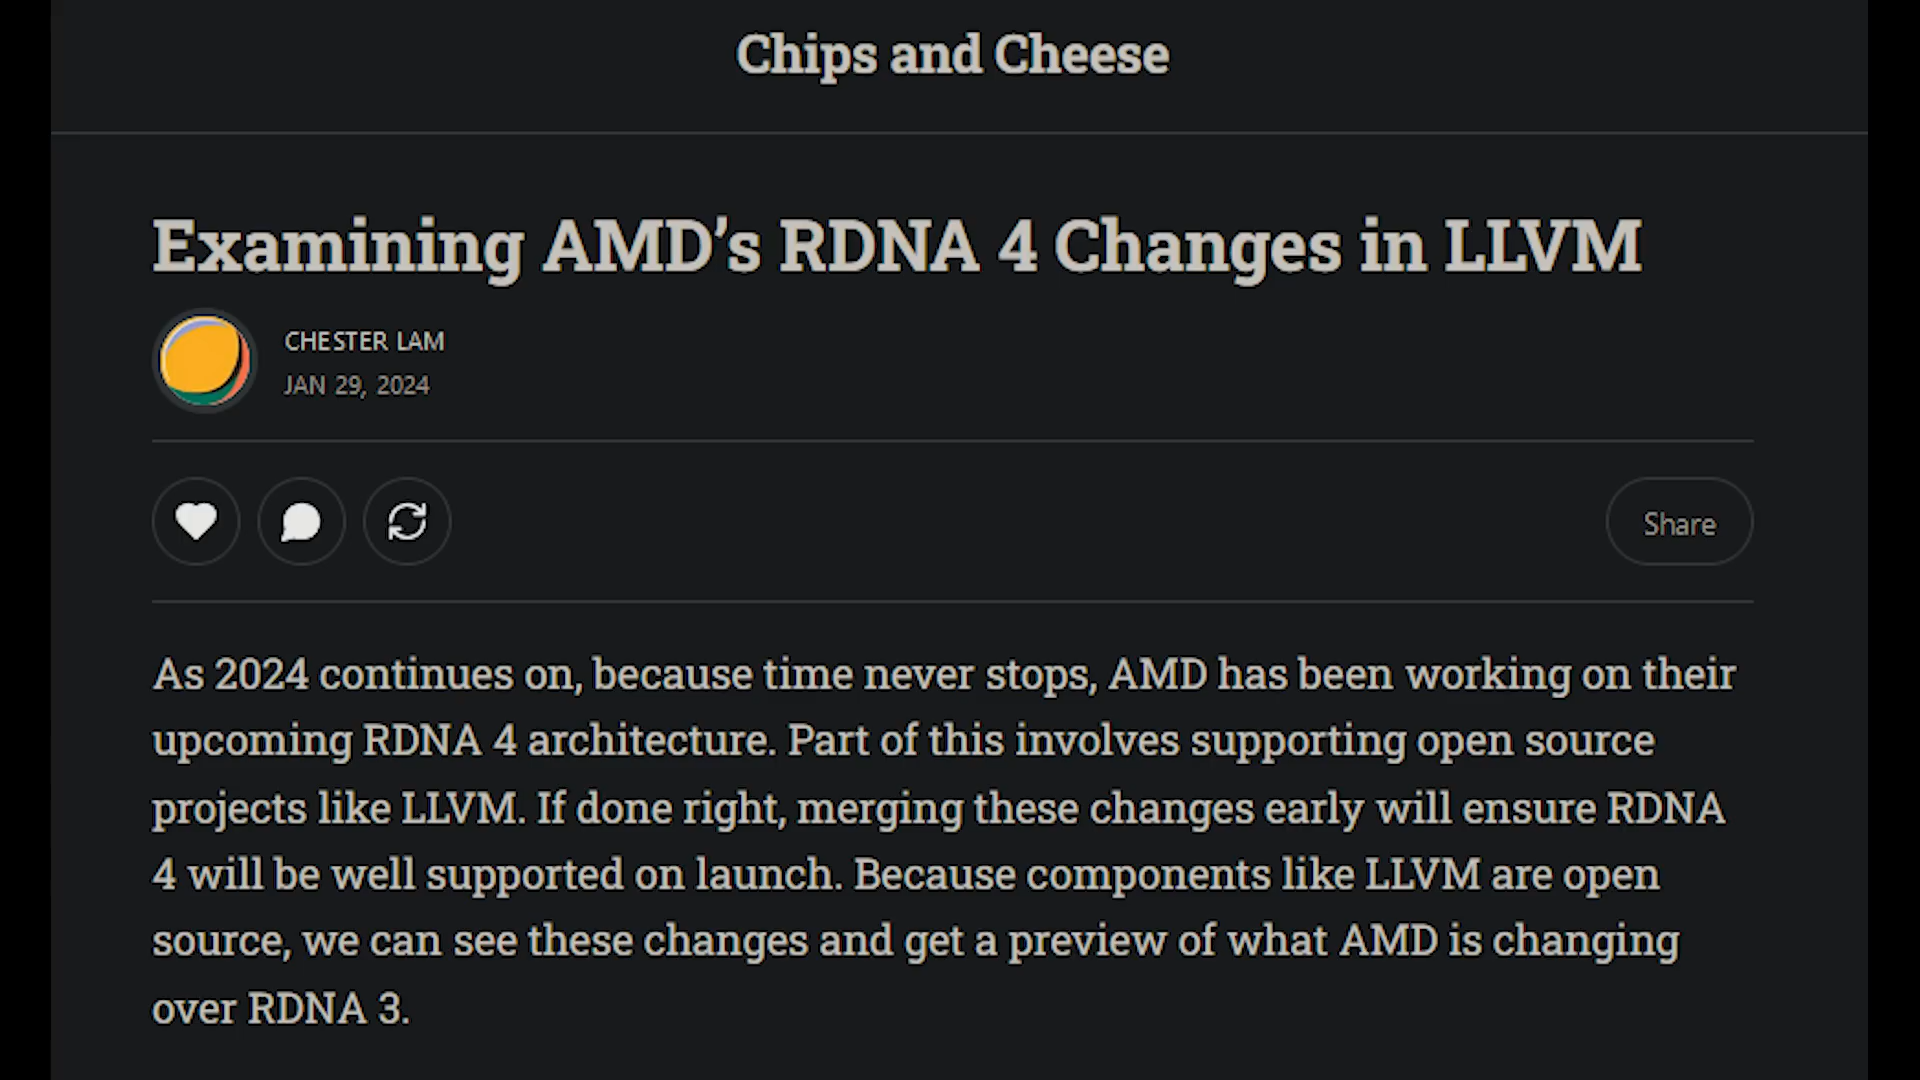 Chips and Cheese
Examining AMD’s RDNA 4 Changes in LLVM
CHESTER LAM
JAN 29, 2024
Share
As 2024 continues on, because time never stops, AMD has been working on their
upcoming RDNA 4 architecture. Part of this involves supporting open source
projects like LLVM. If done right, merging these changes early will ensure RDNA
4 will be well supported on launch. Because components like LLVM are open
source, we can see these changes and get a preview of what AMD is changing
over RDNA 3.